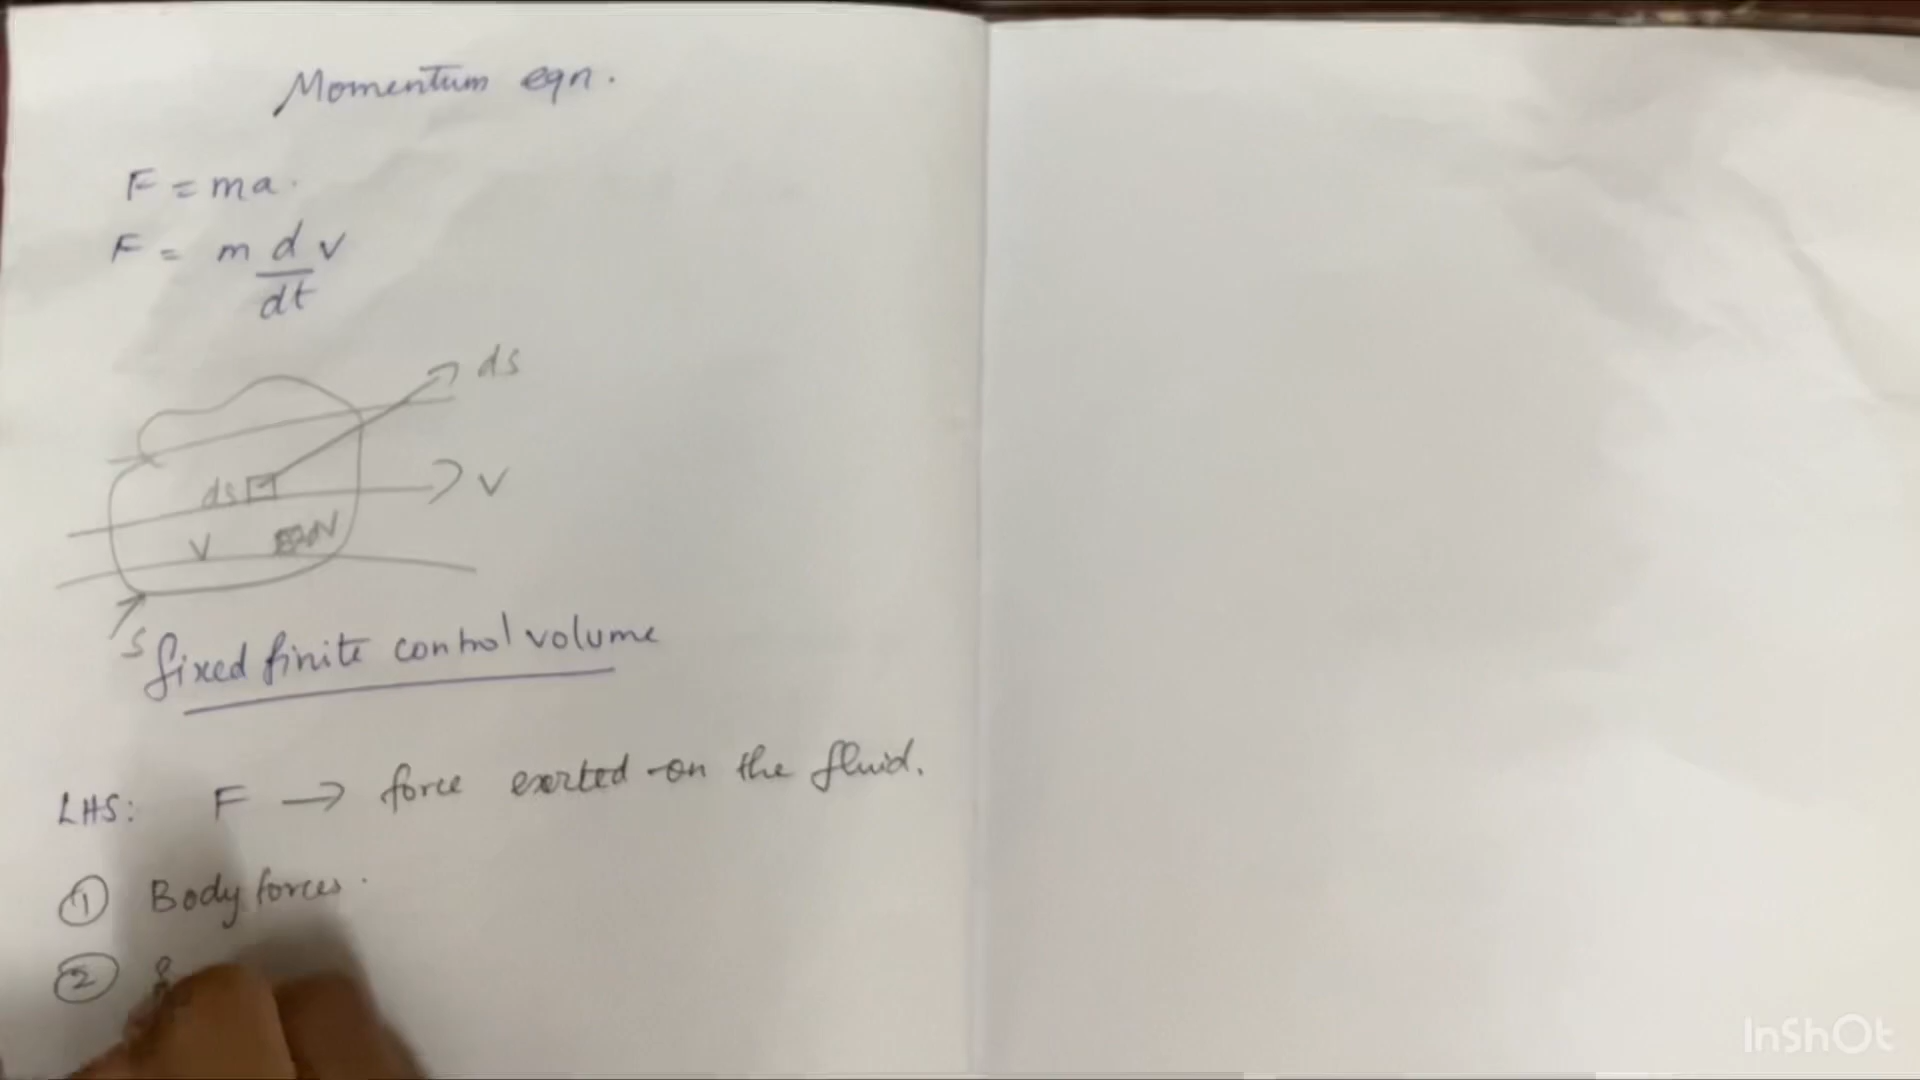 Momentum eqn.
F = ma.
F = m d/dt V
ds
ds
V
V
dV
S
fixed finite control volume
LHS: F → force exerted on the fluid.
① Body forces.
②
InShOt